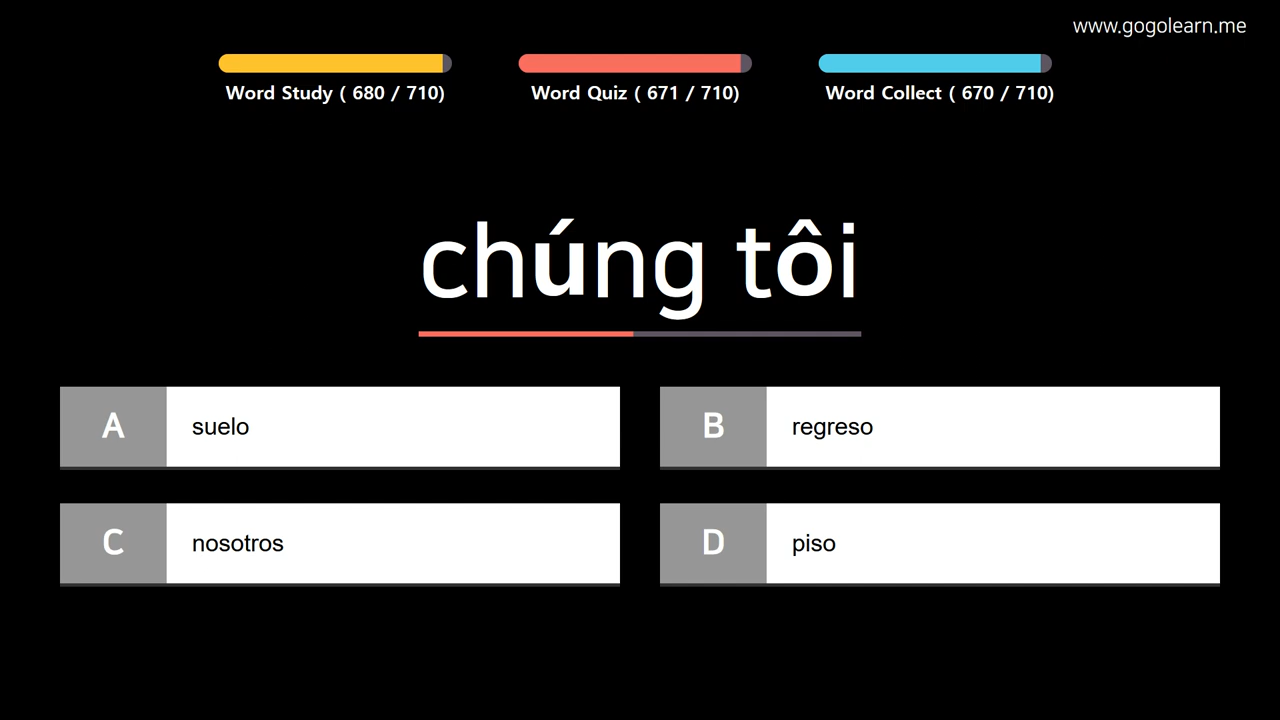 www.gogolearn.me
Word Study ( 680 / 710)
Word Quiz ( 671 / 710)
Word Collect ( 670 / 710)
chúng tôi
A suelo
B regreso
C nosotros
D piso